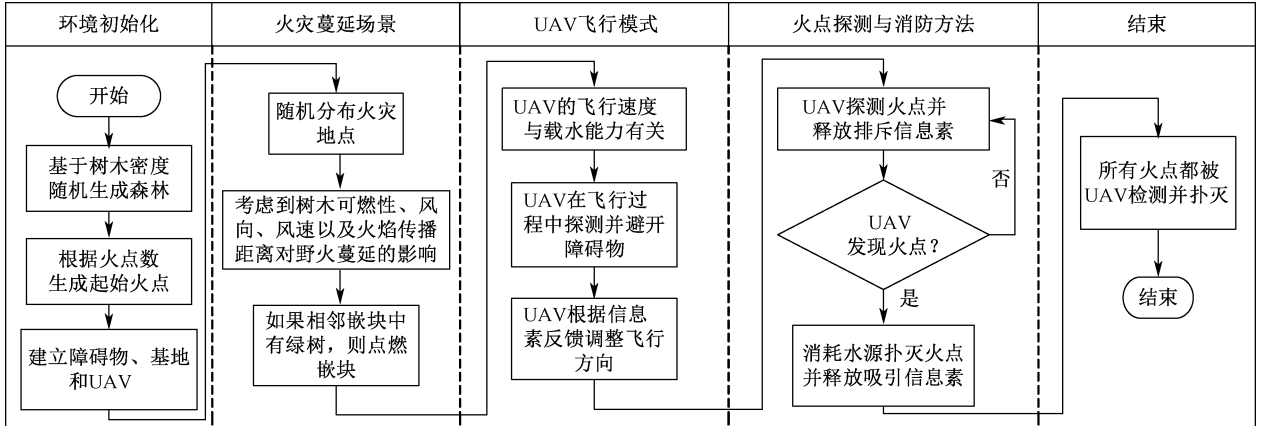 环境初始化
火灾蔓延场景
UAV飞行模式
火点探测与消防方法
结束
开始
基于树木密度
随机生成森林
根据火点数
生成起始火点
建立障碍物、基地
和UAV
随机分布火灾
地点
考虑到树木可燃性、风
向、风速以及火焰传播
距离对野火蔓延的影响
如果相邻嵌块中
有绿树，则点燃
嵌块
UAV的飞行速度
与载水能力有关
UAV在飞行过
程中探测并避开
障碍物
UAV根据信息
素反馈调整飞行
方向
UAV探测火点并
释放排斥信息素
否
UAV
发现火点?
是
消耗水源扑灭火点
并释放吸引信息素
所有火点都被
UAV检测并扑灭
结束